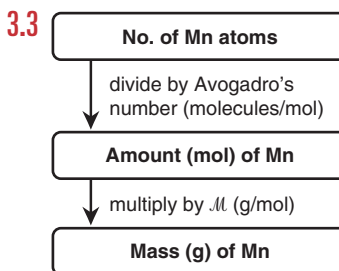 3.3
No. of Mn atoms
divide by Avogadro's
number (molecules/mol)
Amount (mol) of Mn
multiply by ℳ (g/mol)
Mass (g) of Mn